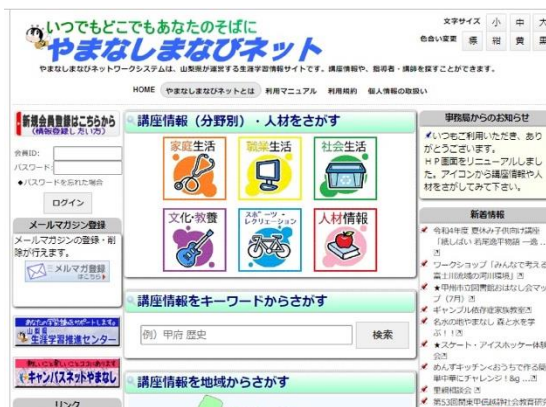 いつでもどこでもあなたのそばに
やまなしまなびネット
やまなしまなびネットワークシステムは、山梨県が運営する生涯学習情報サイトです。講座情報や、指導者・講師を探すことができます。
文字サイズ 小 中 大
色合い変更 標 紺 黄 黒
HOME やまなしまなびネットとは 利用マニュアル 利用規約 個人情報の取扱い
新規会員登録はこちらから
(情報登録したい方)
会員ID:
パスワード:
◆パスワードを忘れた場合
ログイン
メールマガジン登録
メールマガジンの登録・削除が行えます。
メルマガ登録
はこちら
山梨県
生涯学習推進センター
キャンパスネットやまなし
リンク
講座情報（分野別）・人材をさがす
家庭生活
職業生活
社会生活
文化・教養
スポーツ・レクリエーション
人材情報
講座情報をキーワードからさがす
例）甲府 歴史
検索
講座情報を地域からさがす
事務局からのお知らせ
いつもご利用いただき、あり
がとうございます。
ＨＰ画面をリニューアルしまし
た。アイコンから講座情報や人
材をさがしてみて下さい。
新着情報
令和4年度 夏休み子供向け講座
「紙しばい 若尾逸平物語 一逸 ...
ワークショップ「みんなで考える
富士川流域の河川環境」
★甲州市立図書館おはなし会マッ
プ（7月）
ギャンブル依存症家族教室
名水の地やまなし 森と水を学
ぶ！！
★スケート・アイスホッケー体験
会
めんずキッチン<おうちで作る簡
単中華にチャレンジ！&g ...
里親相談会
第53回関東甲信越静社会教育研究